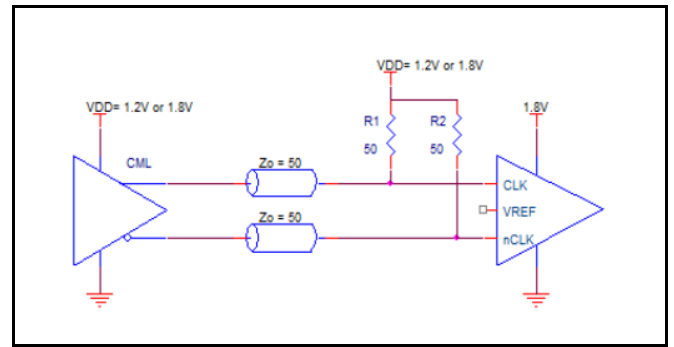 VDD= 1.2V or 1.8V
VDD= 1.2V or 1.8V
1.8V
R1
50
R2
50
CML
Zo = 50
CLK
VREF
Zo = 50
nCLK